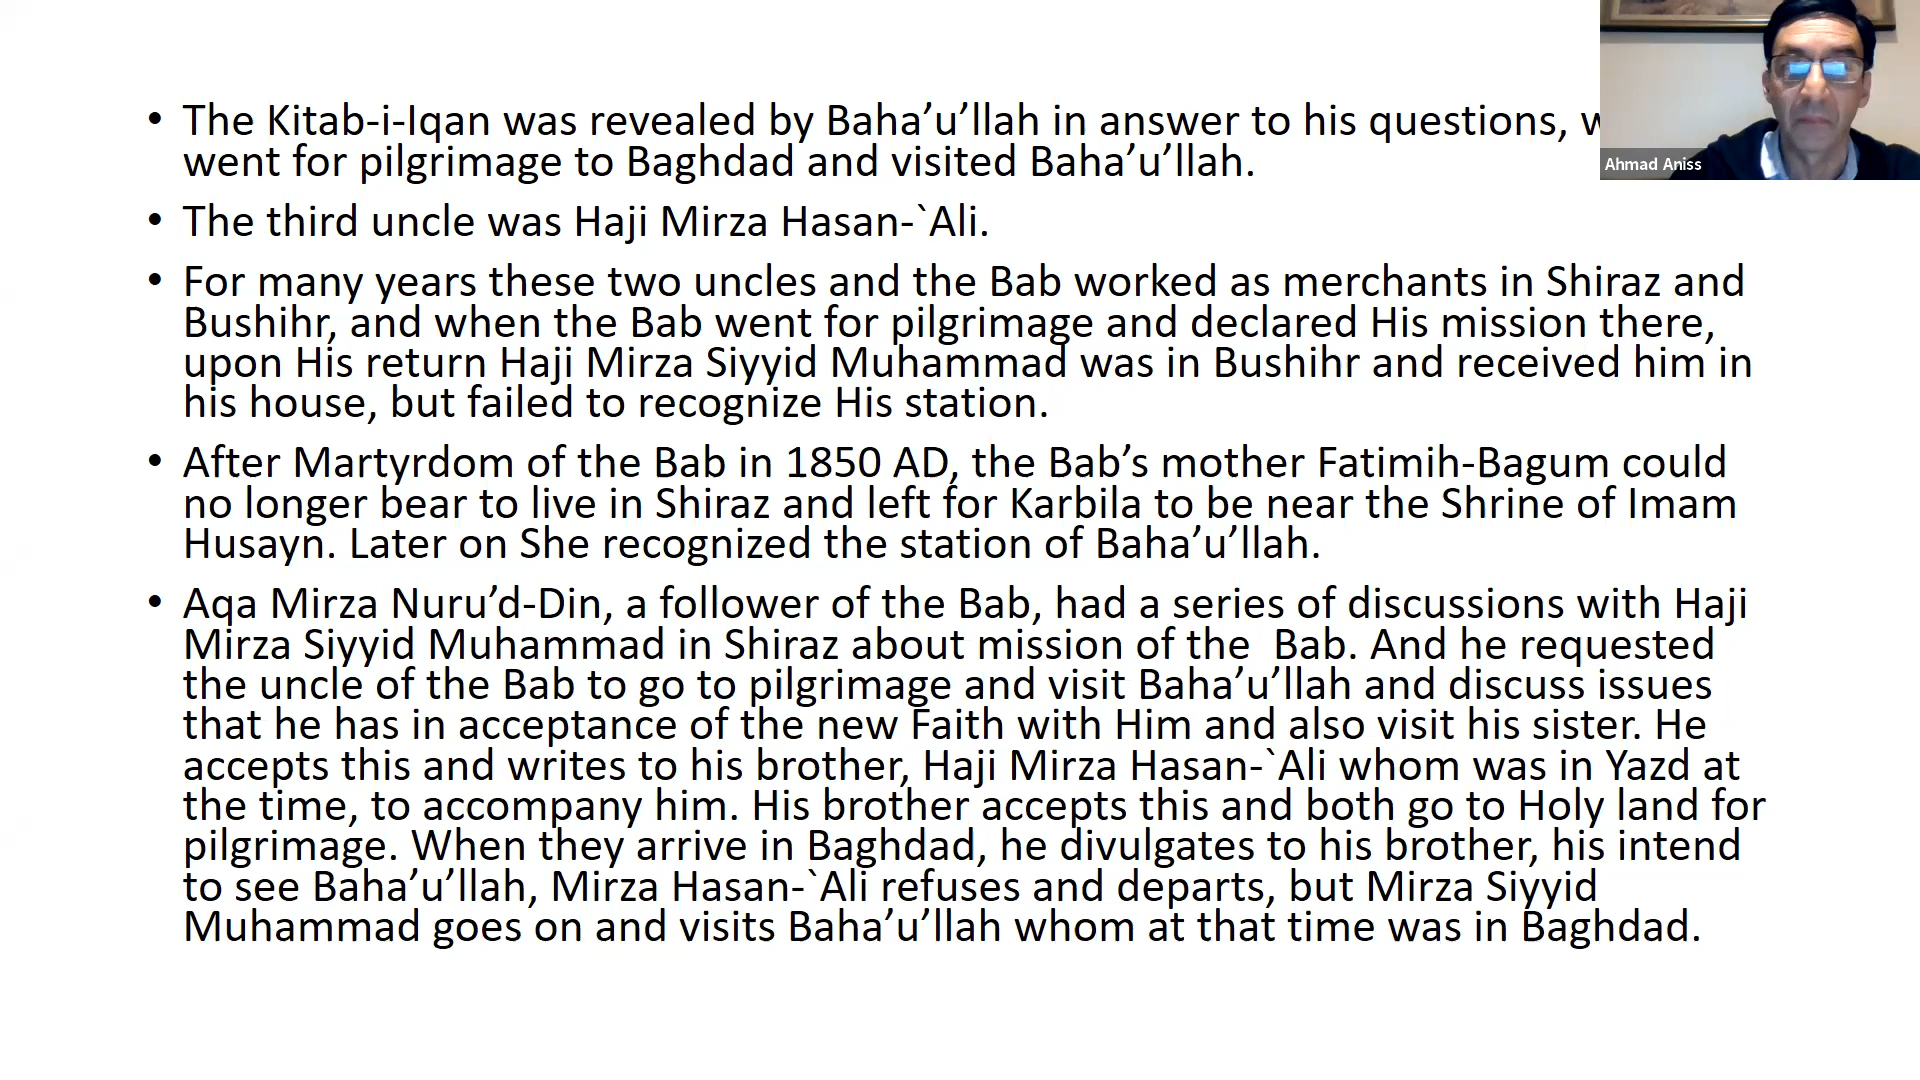 • The Kitab-i-Iqan was revealed by Baha’u’llah in answer to his questions,
went for pilgrimage to Baghdad and visited Baha’u’llah.
Ahmad Aniss
• The third uncle was Haji Mirza Hasan-`Ali.
• For many years these two uncles and the Bab worked as merchants in Shiraz and
Bushihr, and when the Bab went for pilgrimage and declared His mission there,
upon His return Haji Mirza Siyyid Muhammad was in Bushihr and received him in
his house, but failed to recognize His station.
• After Martyrdom of the Bab in 1850 AD, the Bab’s mother Fatimih-Bagum could
no longer bear to live in Shiraz and left for Karbila to be near the Shrine of Imam
Husayn. Later on She recognized the station of Baha’u’llah.
• Aqa Mirza Nuru’d-Din, a follower of the Bab, had a series of discussions with Haji
Mirza Siyyid Muhammad in Shiraz about mission of the  Bab. And he requested
the uncle of the Bab to go to pilgrimage and visit Baha’u’llah and discuss issues
that he has in acceptance of the new Faith with Him and also visit his sister. He
accepts this and writes to his brother, Haji Mirza Hasan-`Ali whom was in Yazd at
the time, to accompany him. His brother accepts this and both go to Holy land for
pilgrimage. When they arrive in Baghdad, he divulgates to his brother, his intend
to see Baha’u’llah, Mirza Hasan-`Ali refuses and departs, but Mirza Siyyid
Muhammad goes on and visits Baha’u’llah whom at that time was in Baghdad.